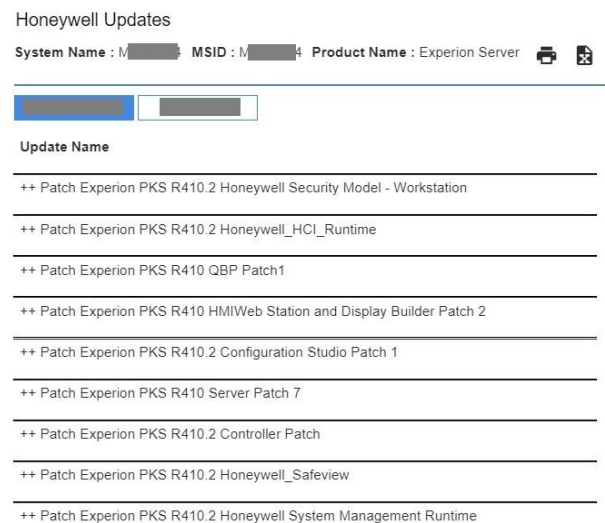 Honeywell Updates
System Name : M 4 MSID : M 4 Product Name : Experion Server
Update Name
++ Patch Experion PKS R410.2 Honeywell Security Model - Workstation
++ Patch Experion PKS R410.2 Honeywell_HCI_Runtime
++ Patch Experion PKS R410 QBP Patch1
++ Patch Experion PKS R410 HMIWeb Station and Display Builder Patch 2
++ Patch Experion PKS R410.2 Configuration Studio Patch 1
++ Patch Experion PKS R410 Server Patch 7
++ Patch Experion PKS R410.2 Controller Patch
++ Patch Experion PKS R410.2 Honeywell_Safeview
++ Patch Experion PKS R410.2 Honeywell System Management Runtime